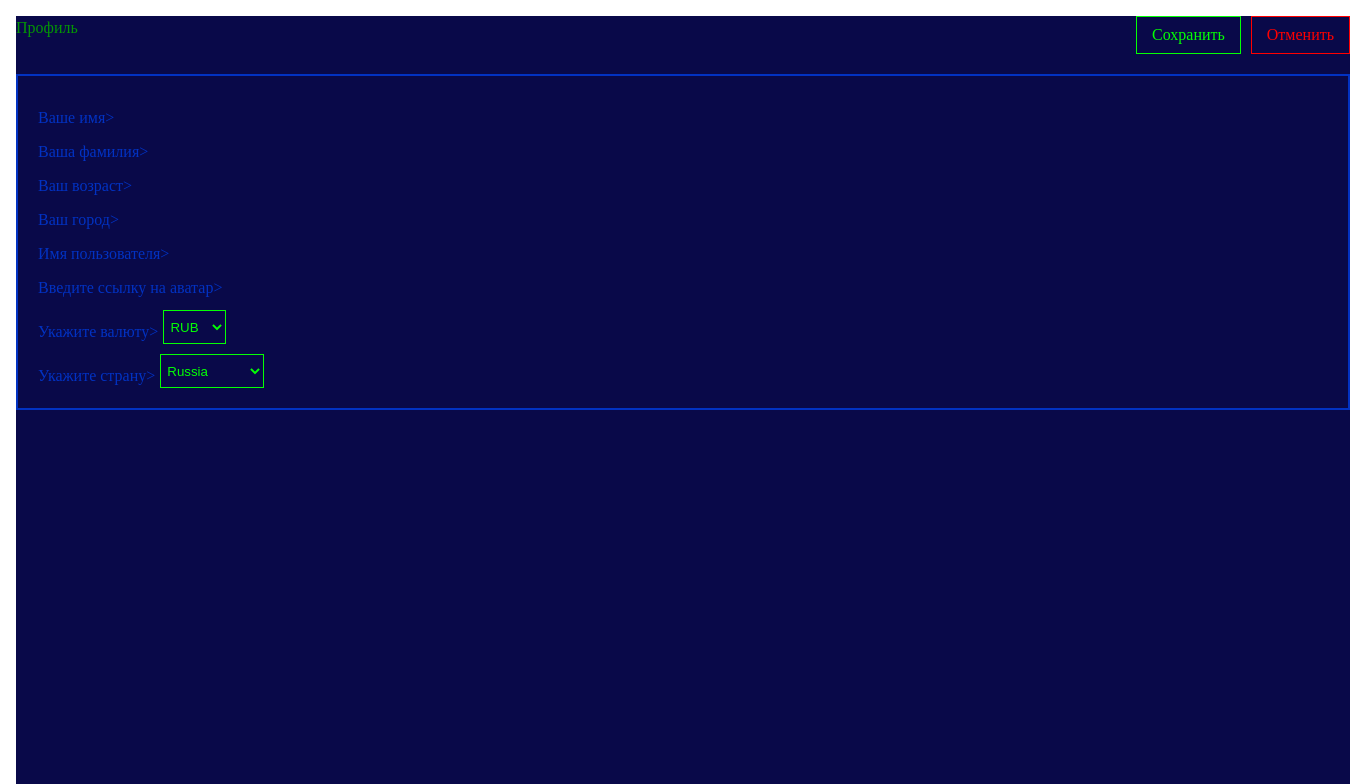 Профиль
Сохранить Отменить
Ваше имя>
Ваша фамилия>
Ваш возраст>
Ваш город>
Имя пользователя>
Введите ссылку на аватар>
Укажите валюту> RUB
Укажите страну> Russia